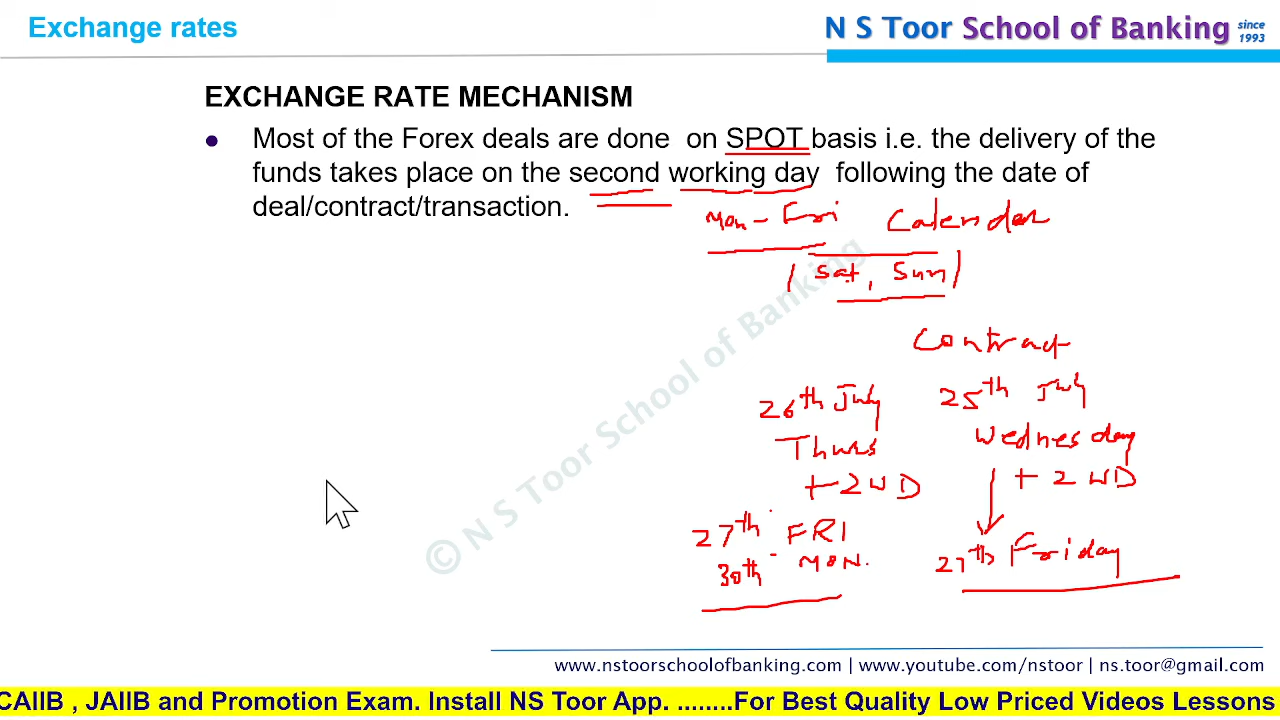 Exchange rates
N S Toor School of Banking since 1993
EXCHANGE RATE MECHANISM
● Most of the Forex deals are done on SPOT basis i.e. the delivery of the
funds takes place on the second working day following the date of
deal/contract/transaction.
Mon - Fri Calendar
| Sat, Sun |
Contract
26th July
Thurs
+ 2 WD
27th FRI
30th - MON.
25th July
Wednesday
+ 2 WD
27th Friday
© N S Toor School of Banking
www.nstoorschoolofbanking.com | www.youtube.com/nstoor | ns.toor@gmail.com
CAIIB , JAIIB and Promotion Exam. Install NS Toor App. ........For Best Quality Low Priced Videos Lessons